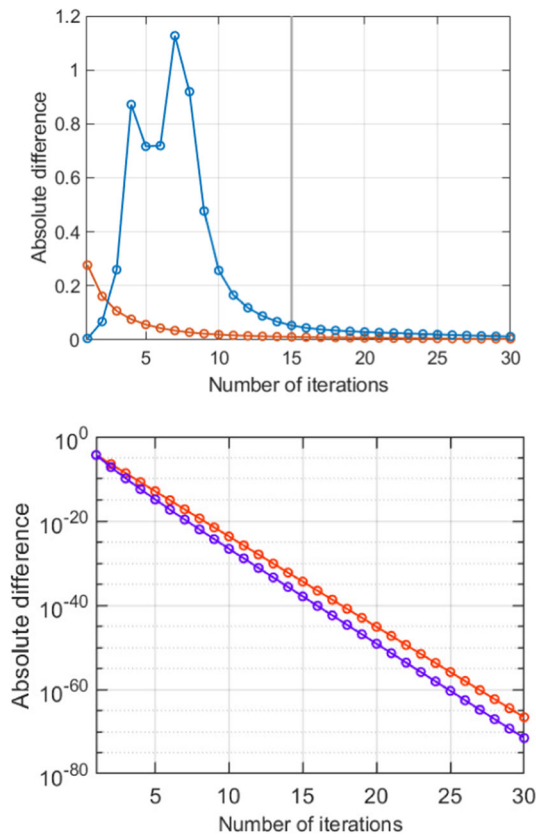 1.2
1
0.8
0.6
0.4
0.2
0
Absolute difference
5 10 15 20 25 30
Number of iterations
10^0
10^-20
10^-40
10^-60
10^-80
Absolute difference
5 10 15 20 25 30
Number of iterations